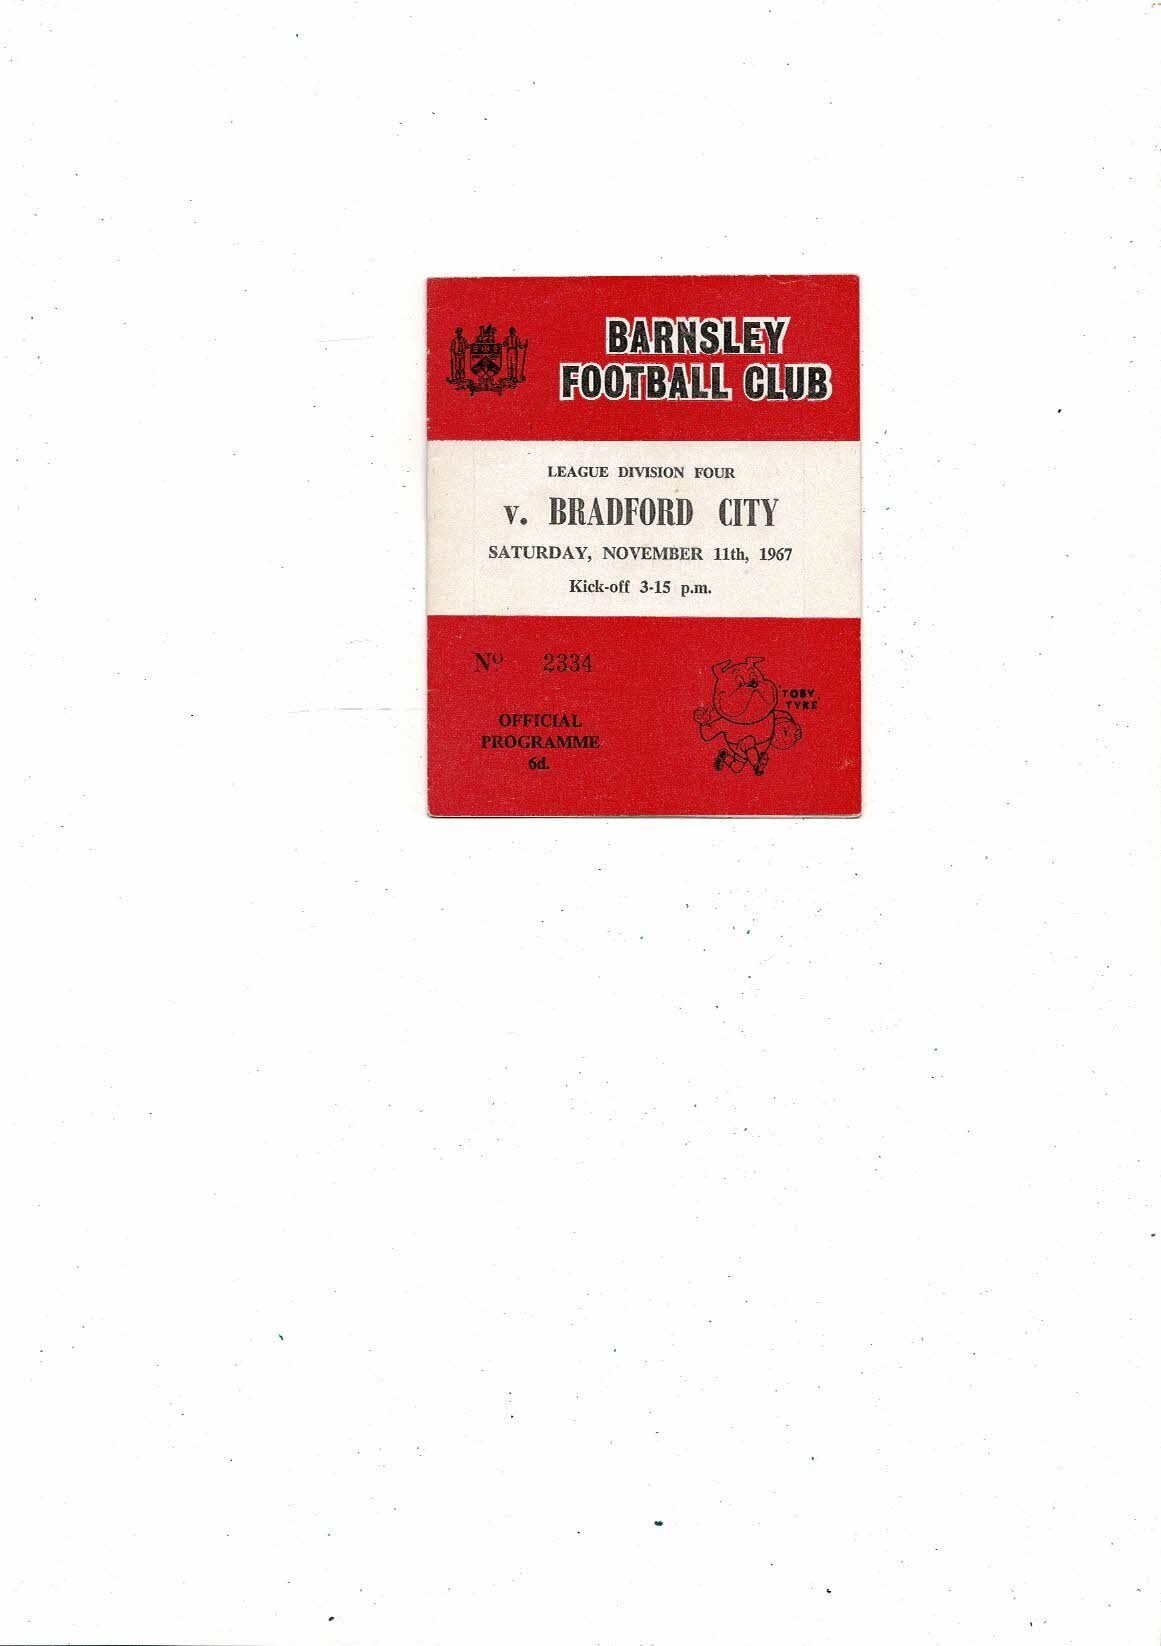 BARNSLEY
FOOTBALL CLUB
LEAGUE DIVISION FOUR
v. BRADFORD CITY
SATURDAY, NOVEMBER 11th, 1967
Kick-off 3-15 p.m.
No 2334
TOBY
TYKE
OFFICIAL
PROGRAMME
6d.